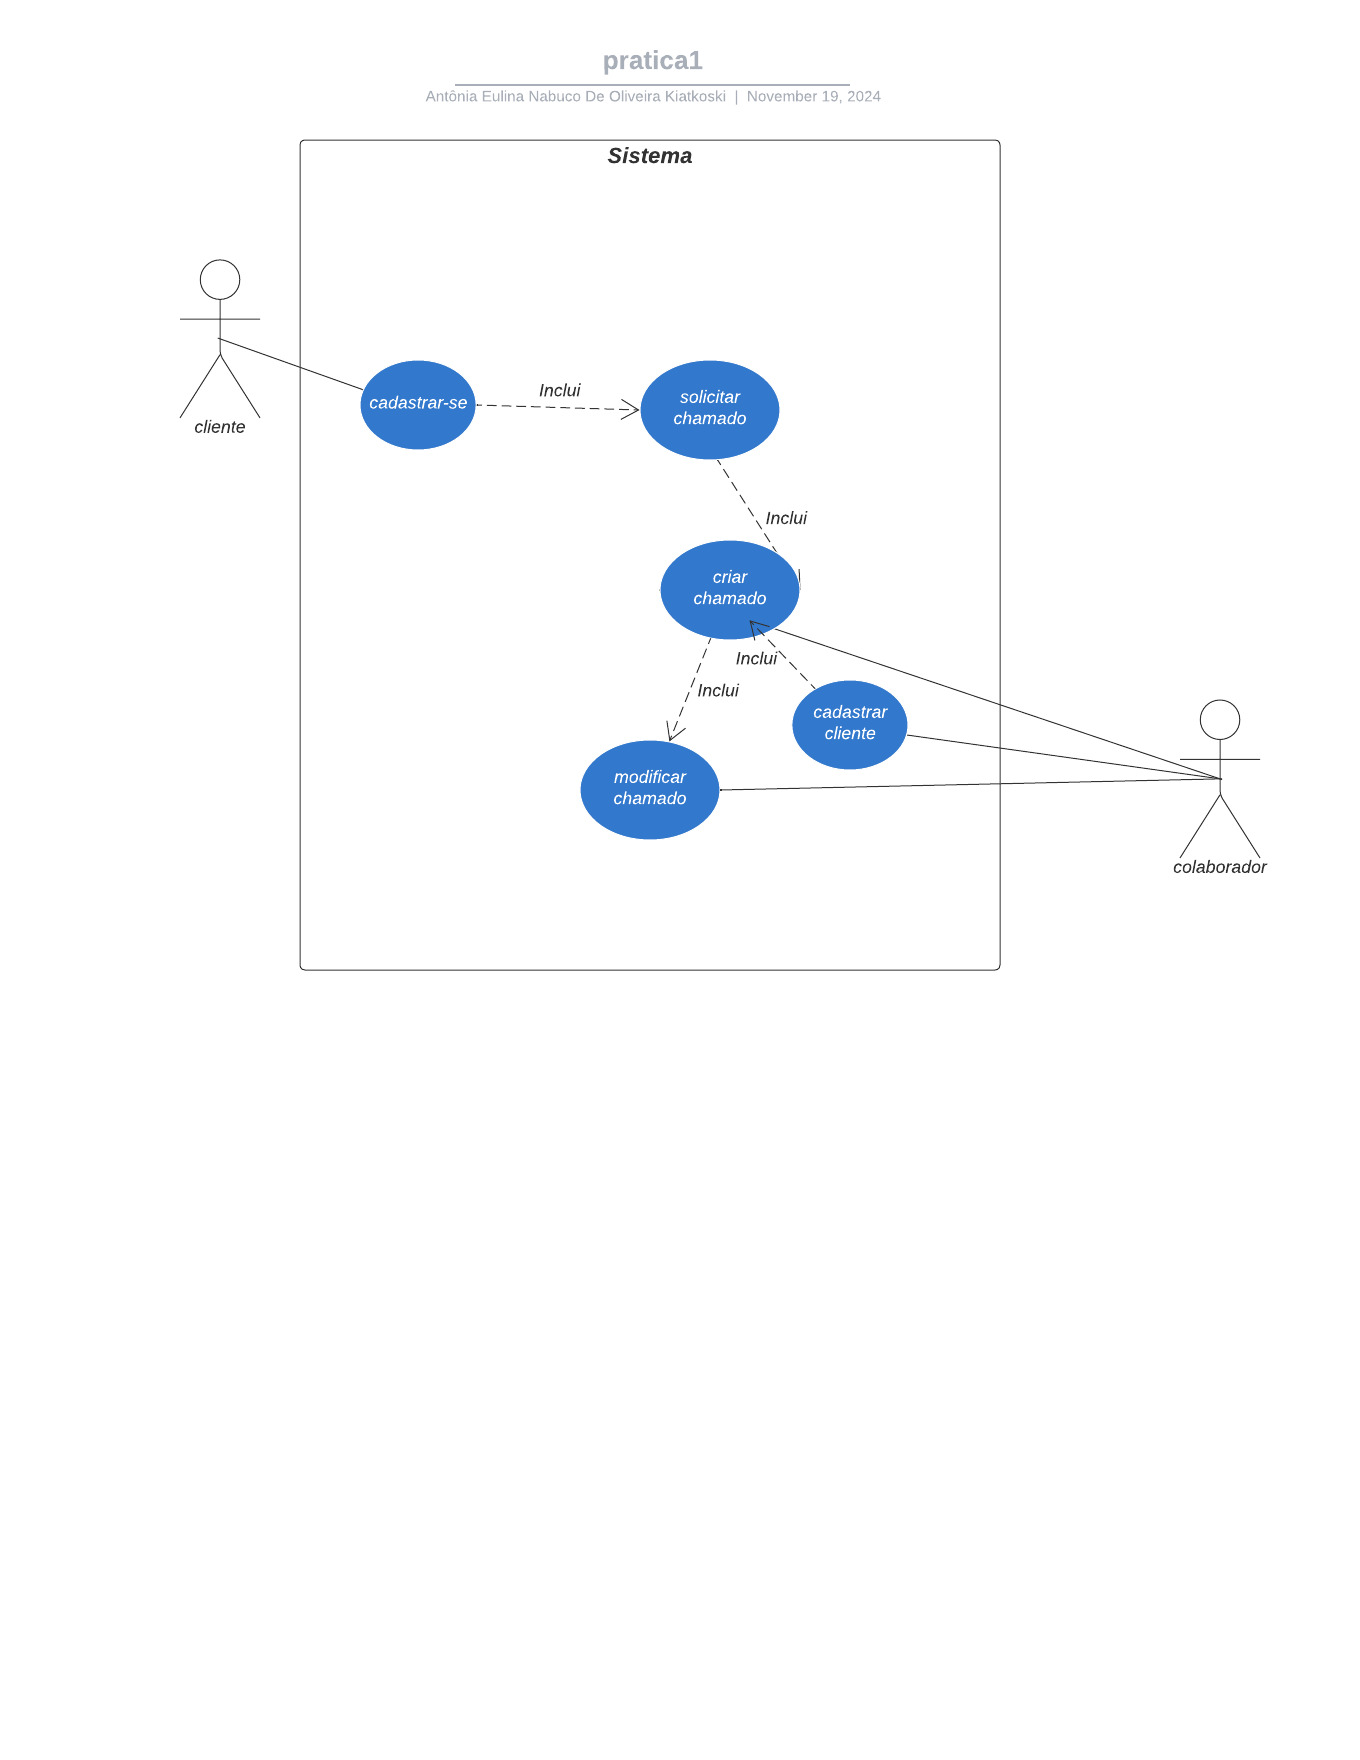 pratica1
Antônia Eulina Nabuco De Oliveira Kiatkoski | November 19, 2024
Sistema
cliente
cadastrar-se
Inclui
solicitar
chamado
Inclui
criar
chamado
Inclui
Inclui
cadastrar
cliente
modificar
chamado
colaborador